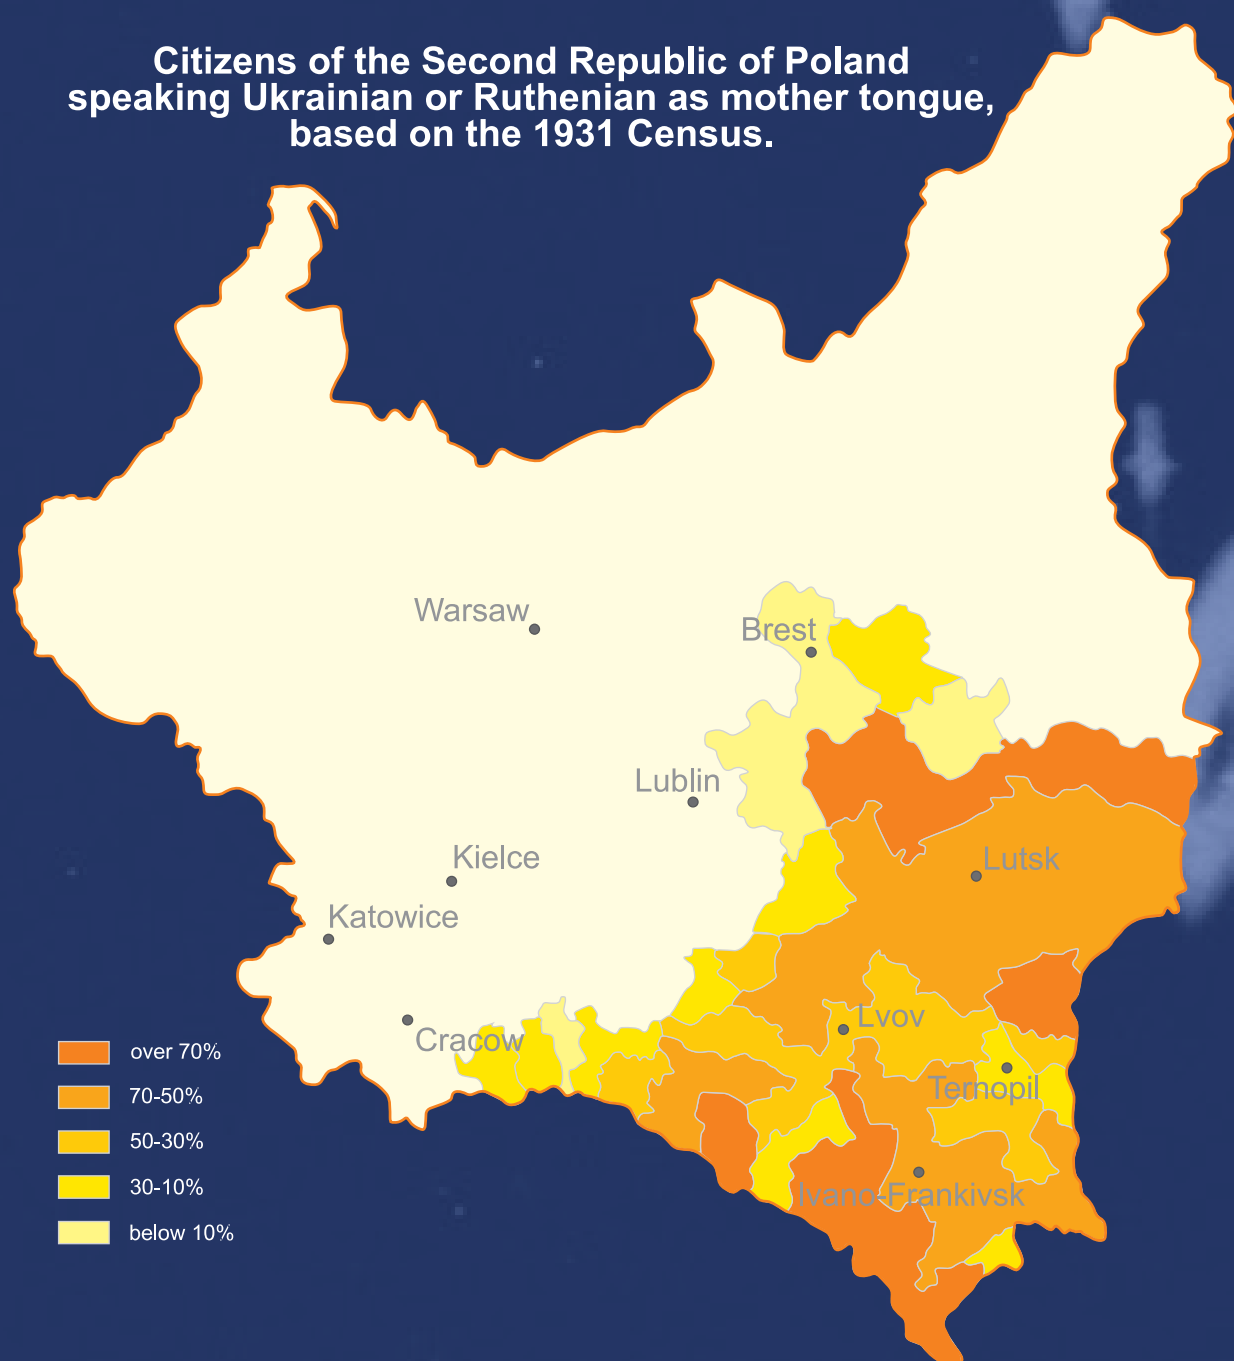 Citizens of the Second Republic of Poland
speaking Ukrainian or Ruthenian as mother tongue,
based on the 1931 Census.
Warsaw
Brest
Lublin
Kielce
Lutsk
Katowice
Lvov
Cracow
Ternopil
Ivano-Frankivsk
over 70%
70-50%
50-30%
30-10%
below 10%